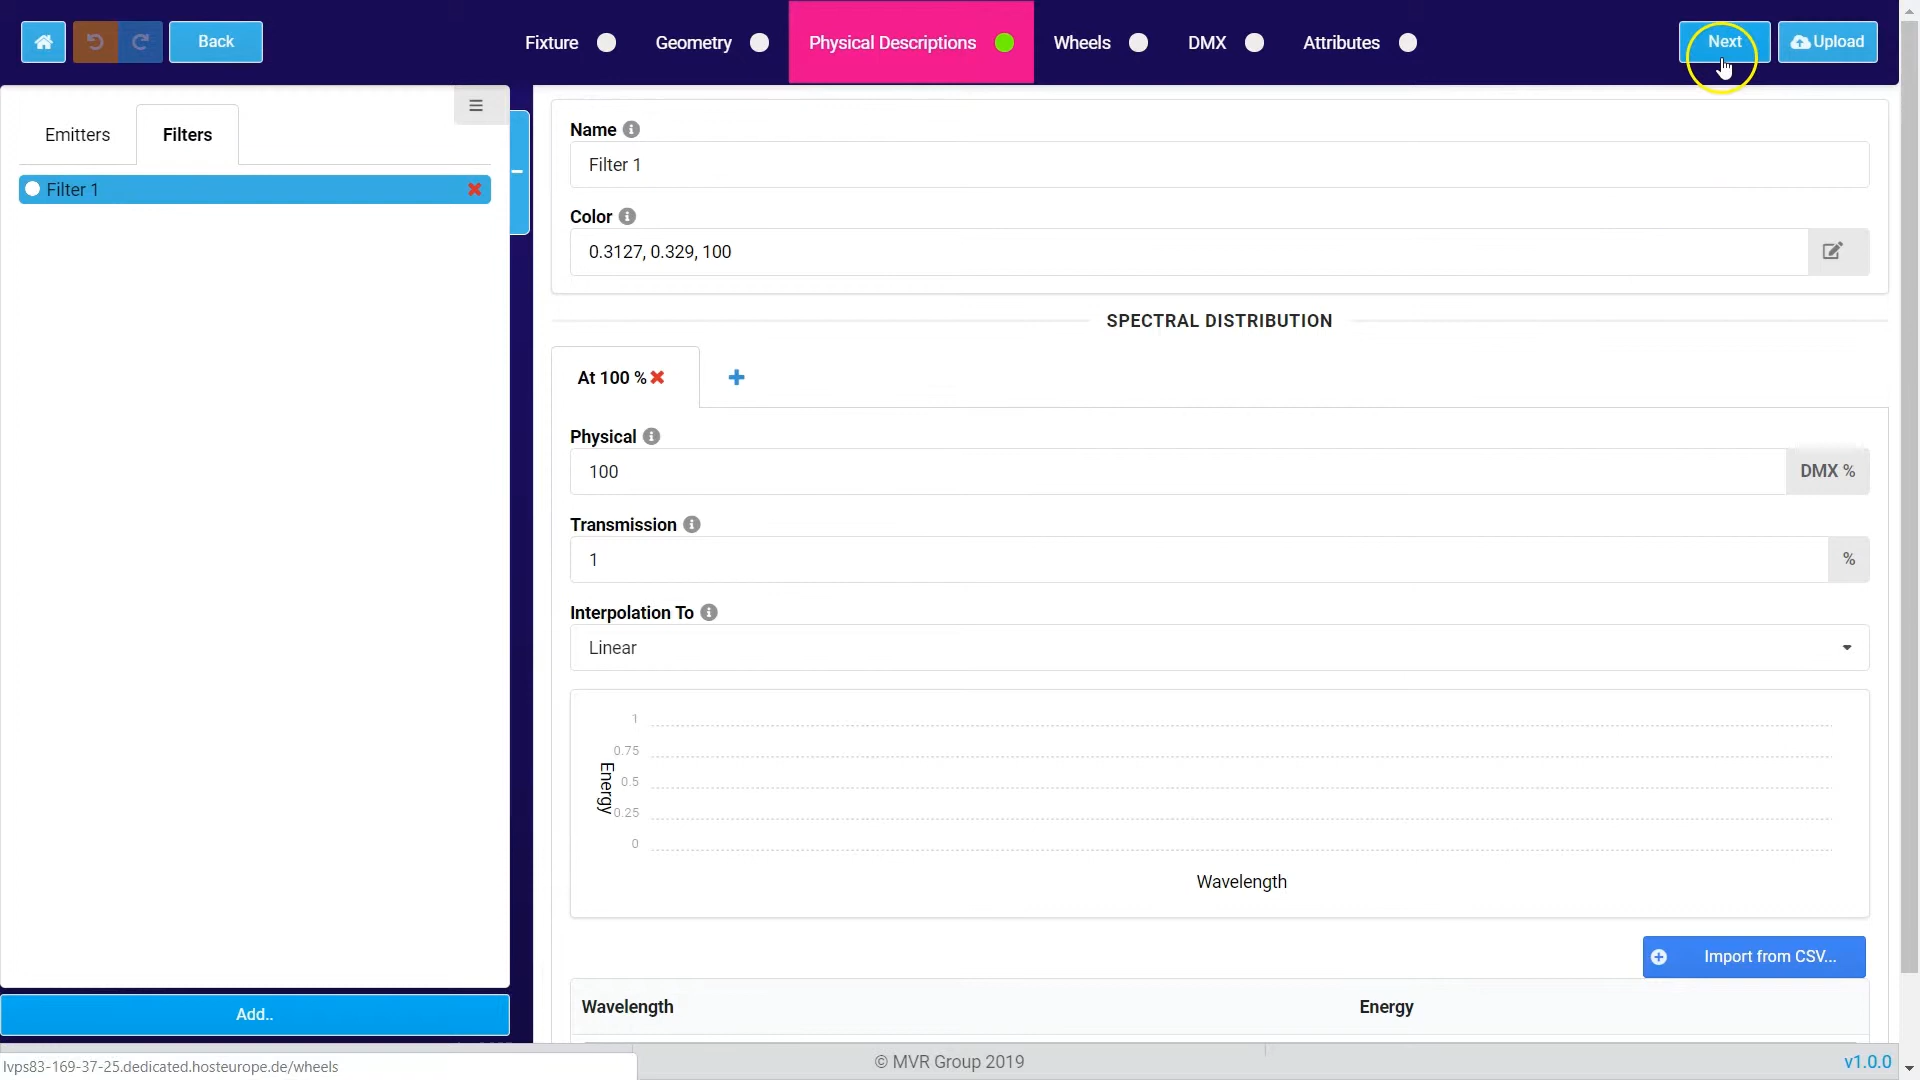 Back
Fixture
Geometry
Physical Descriptions
Wheels
DMX
Attributes
Next
Upload
Emitters
Filters
Filter 1
Name
Filter 1
Color
0.3127, 0.329, 100
SPECTRAL DISTRIBUTION
At 100 %
Physical
100
DMX %
Transmission
1
%
Interpolation To
Linear
1
0.75
0.5
0.25
0
Energy
Wavelength
Import from CSV...
Wavelength
Energy
Add..
lvps83-169-37-25.dedicated.hosteurope.de/wheels
© MVR Group 2019
v1.0.0